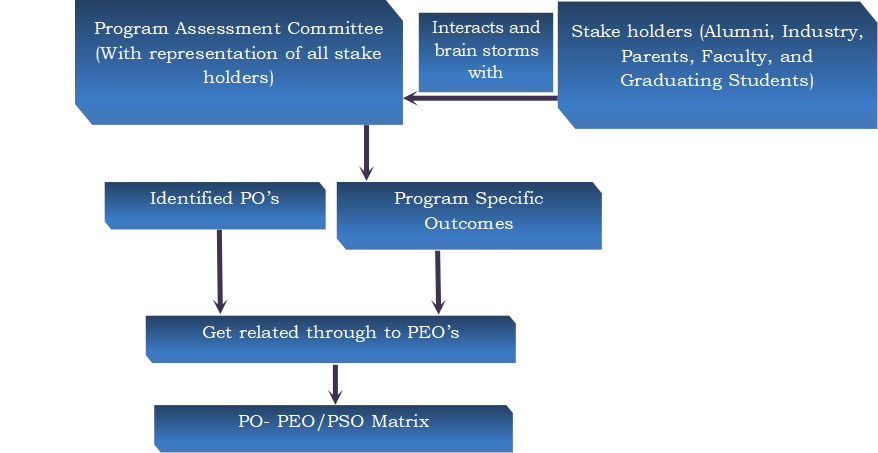 Program Assessment Committee
(With representation of all stake
holders)
Interacts and
brain storms
with
Stake holders (Alumni, Industry,
Parents, Faculty, and
Graduating Students)
Identified PO’s
Program Specific
Outcomes
Get related through to PEO’s
PO- PEO/PSO Matrix